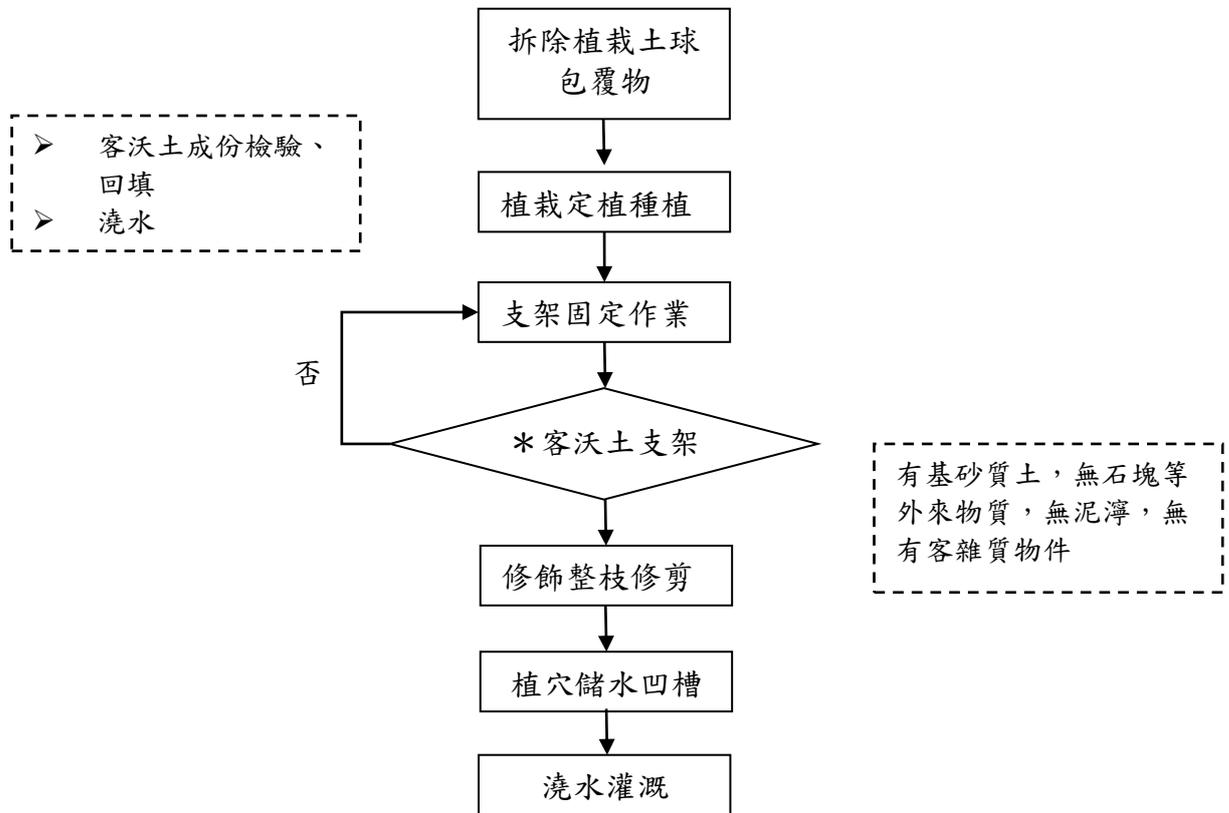 拆除植栽土球
包覆物
➢ 客沃土成份檢驗、
回填
➢ 澆水
植栽定植種植
支架固定作業
否
＊客沃土支架
有基砂質土，無石塊等
外來物質，無泥濘，無
有客雜質物件
修飾整枝修剪
植穴儲水凹槽
澆水灌溉